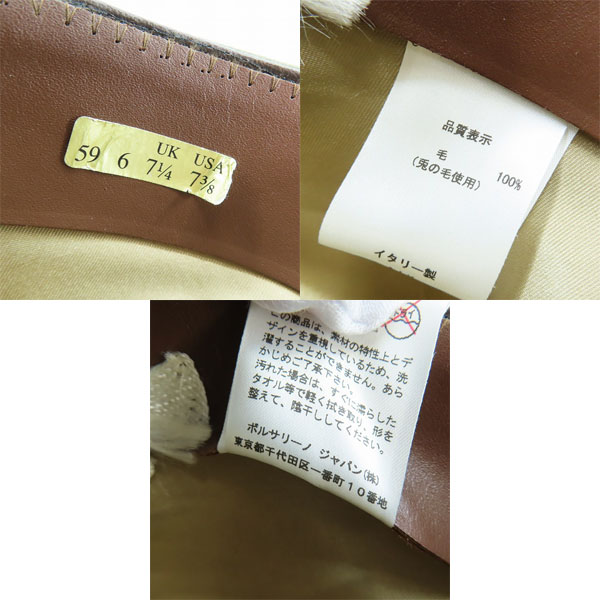 UK USA
59 6 7¼ 7⅜
品質表示
毛 100%
(兎の毛使用)
イタリー製
ドライ
この商品は、素材の特性上とデ
ザインを重視しているため、洗
濯することができません。あら
かじめご了承下さい。
汚れた場合は、すぐに濡らした
タオル等で軽く拭き取り、形を
整えて、陰干ししてください。
ボルサリーノ ジャパン(株)
東京都千代田区一番町10番地